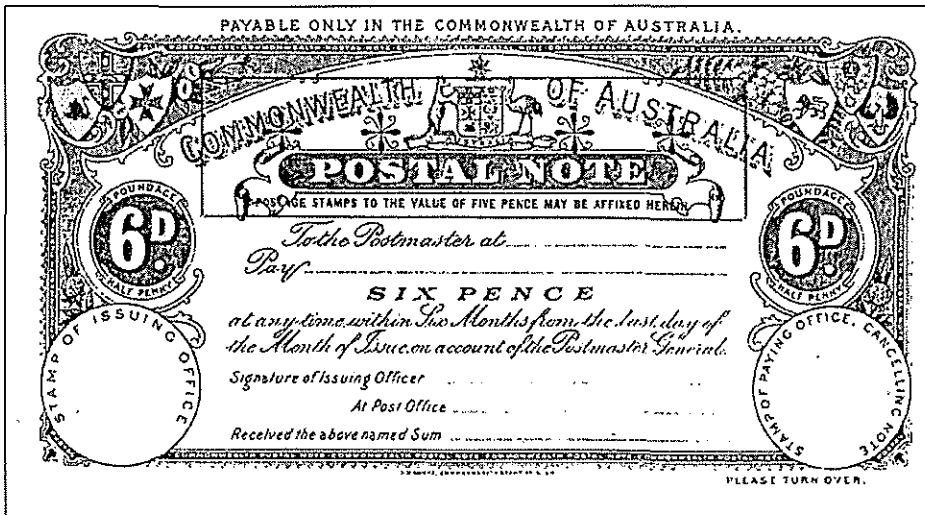 PAYABLE ONLY IN THE COMMONWEALTH OF AUSTRALIA.
COMMONWEALTH OF AUSTRALIA
AUSTRALIA
POSTAL NOTE
POSTAGE STAMPS TO THE VALUE OF FIVE PENCE MAY BE AFFIXED HEREIN
POUNDAGE
6D.
HALF PENNY
POUNDAGE
6D.
HALF PENNY
To the Postmaster at
Pay
SIX PENCE
at any time within Six Months from the last day of
the Month of Issue on account of the Postmaster General.
STAMP OF ISSUING OFFICE
STAMP OF PAYING OFFICE, CANCELLING NOTE
Signature of Issuing Officer
At Post Office
Received the above named Sum
PLEASE TURN OVER.